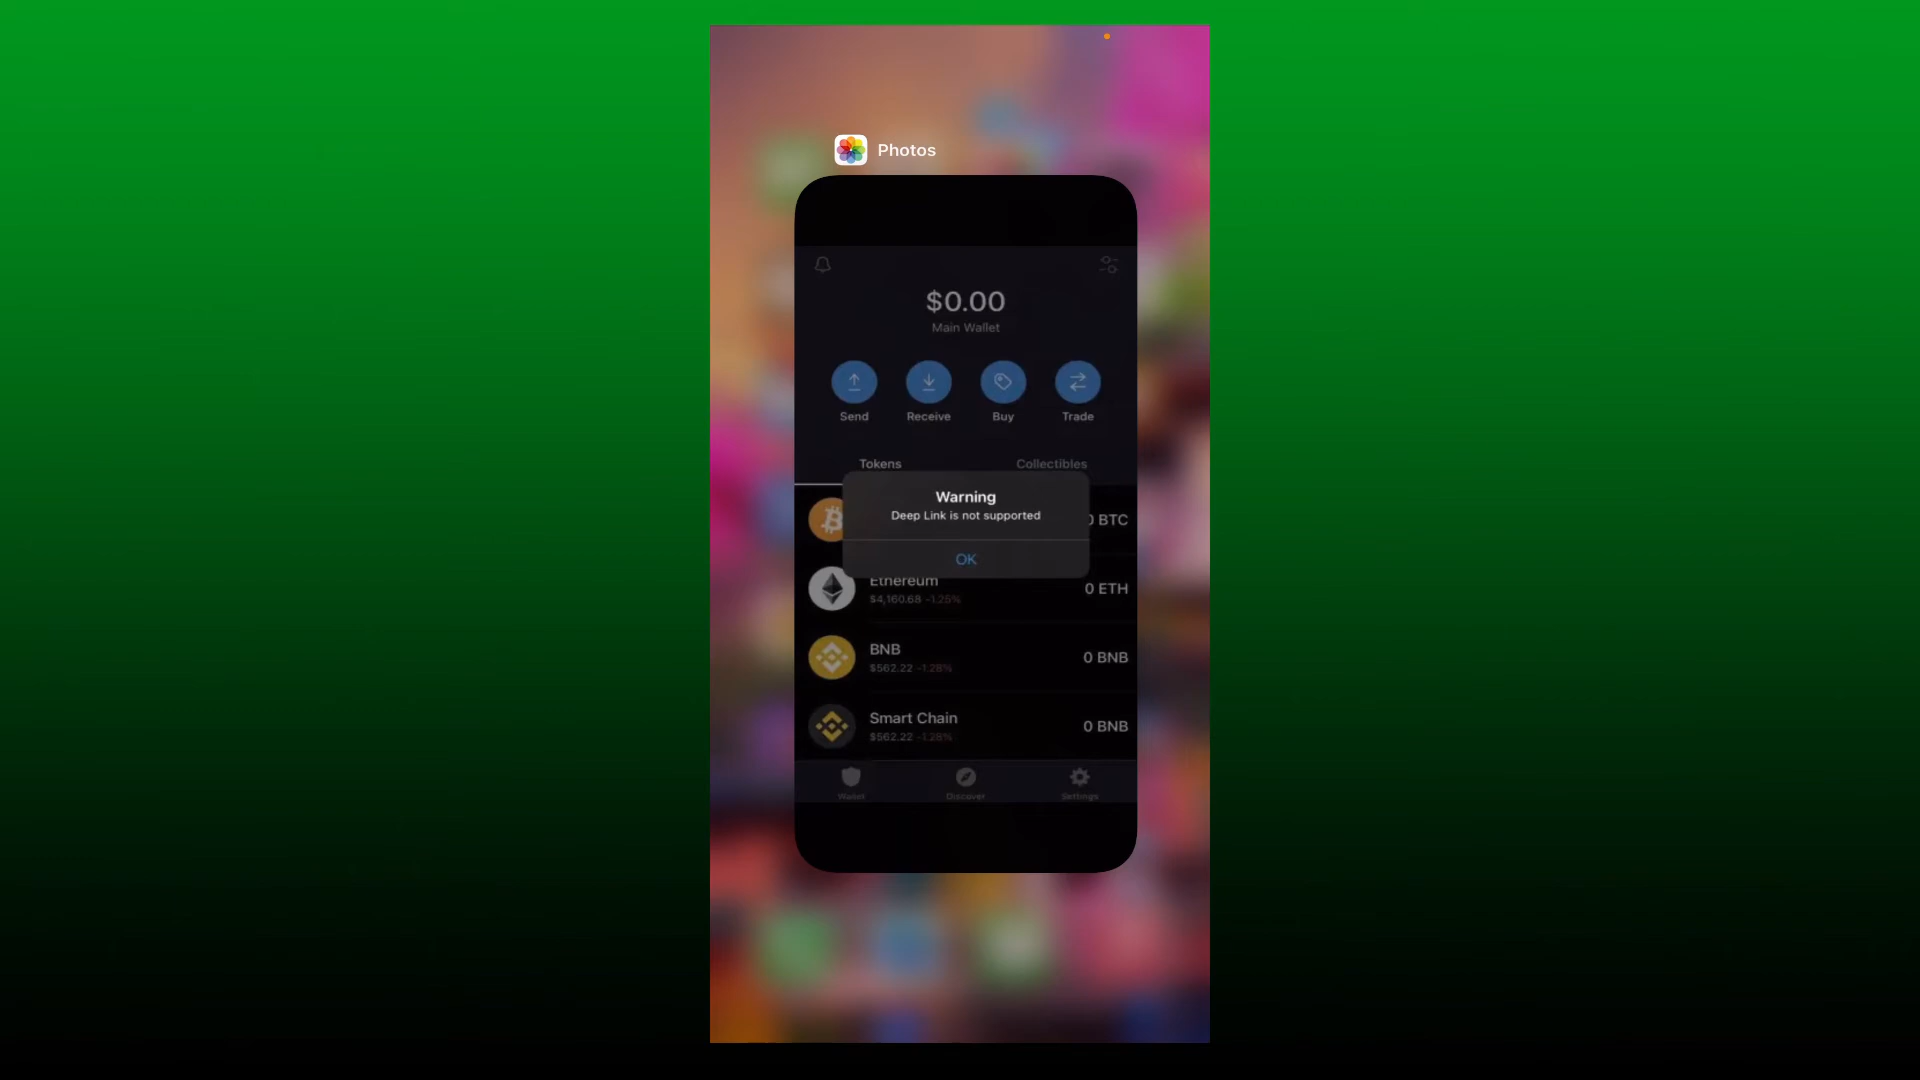 Photos
$0.00
Main Wallet
Send Receive Buy Trade
Tokens Collectibles
Warning
Deep Link is not supported
OK
0 BTC
Ethereum
$4,160.68 -1.25%
0 ETH
BNB
$562.22 -1.28%
0 BNB
Smart Chain
$562.22 -1.28%
0 BNB
Wallet Discover Settings